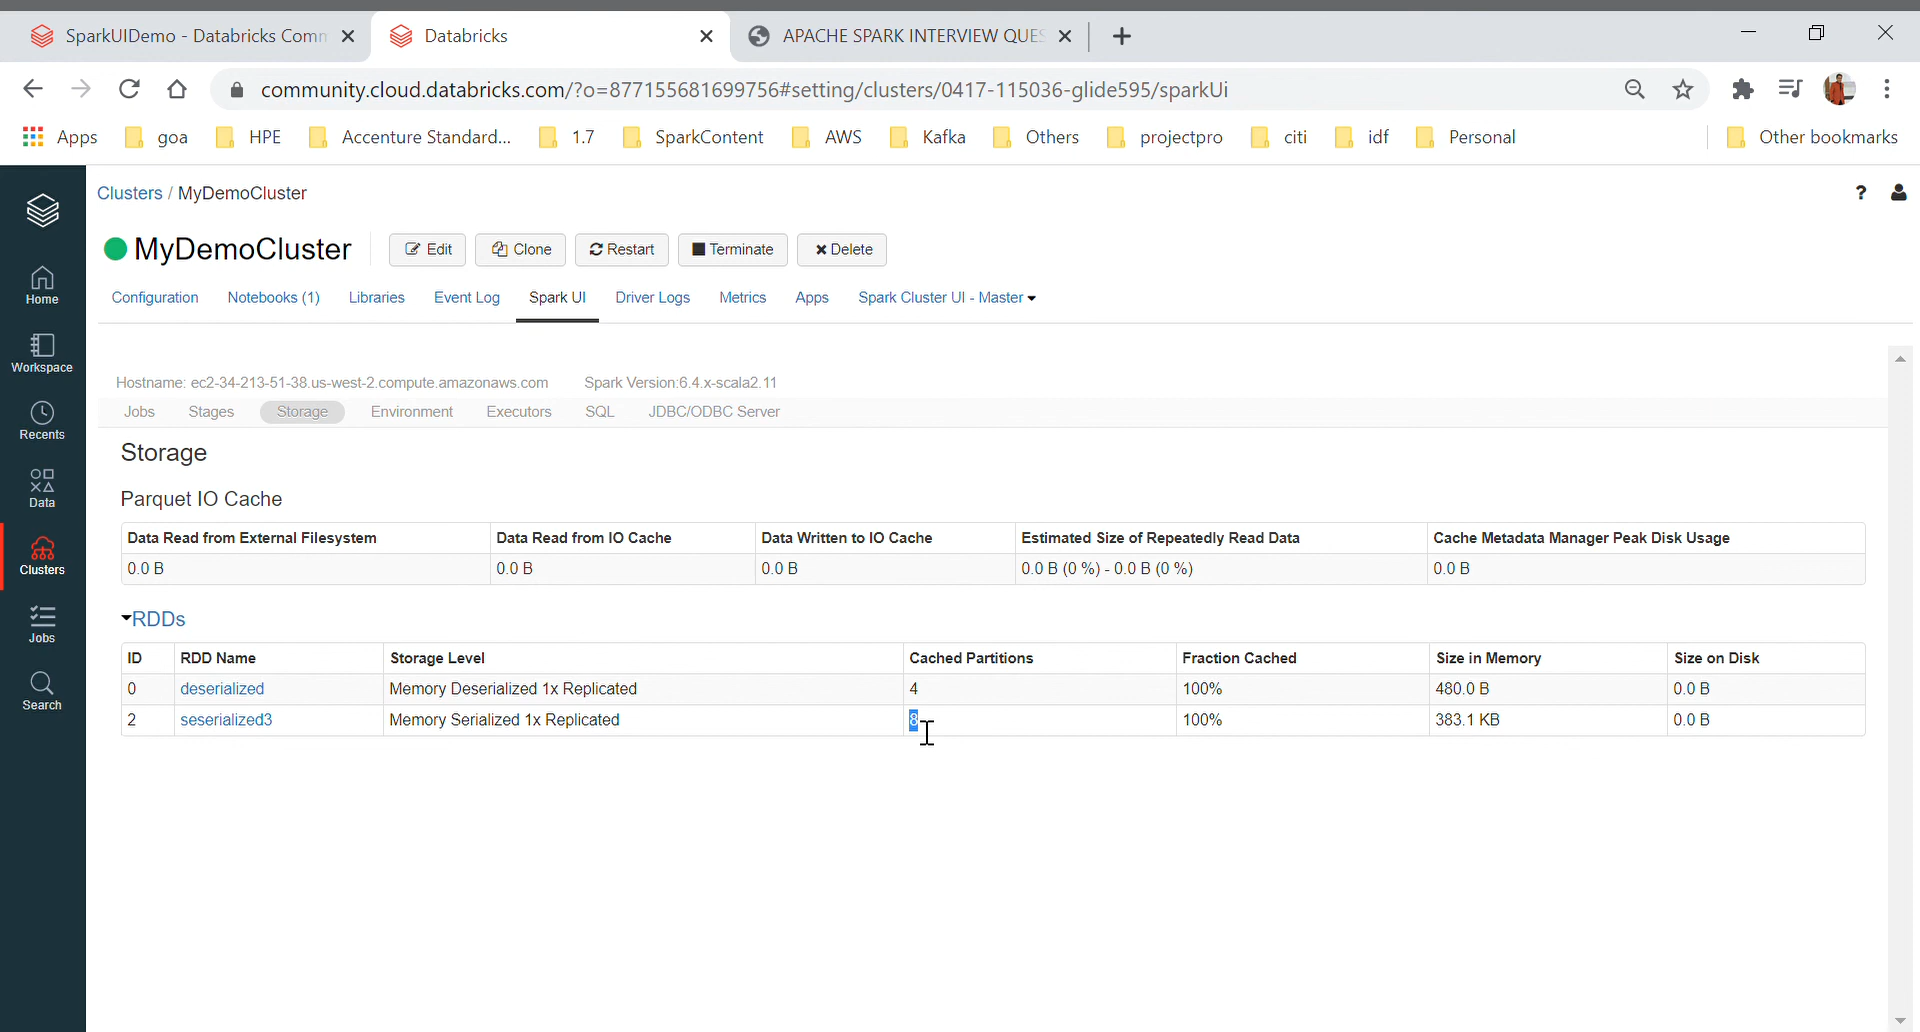 SparkUIDemo - Databricks Comm
Databricks
APACHE SPARK INTERVIEW QUES
community.cloud.databricks.com/?o=877155681699756#setting/clusters/0417-115036-glide595/sparkUi
Apps goa HPE Accenture Standard... 1.7 SparkContent AWS Kafka Others projectpro citi idf Personal Other bookmarks
Clusters / MyDemoCluster
?
MyDemoCluster Edit Clone Restart Terminate Delete
Configuration Notebooks (1) Libraries Event Log Spark UI Driver Logs Metrics Apps Spark Cluster UI - Master
Home
Workspace
Recents
Data
Clusters
Jobs
Search
Hostname: ec2-34-213-51-38.us-west-2.compute.amazonaws.com Spark Version:6.4.x-scala2.11
Jobs Stages Storage Environment Executors SQL JDBC/ODBC Server
Storage
Parquet IO Cache
Data Read from External Filesystem Data Read from IO Cache Data Written to IO Cache Estimated Size of Repeatedly Read Data Cache Metadata Manager Peak Disk Usage
0.0 B 0.0 B 0.0 B 0.0 B (0 %) - 0.0 B (0 %) 0.0 B
RDDs
ID RDD Name Storage Level Cached Partitions Fraction Cached Size in Memory Size on Disk
0 deserialized Memory Deserialized 1x Replicated 4 100% 480.0 B 0.0 B
2 seserialized3 Memory Serialized 1x Replicated 8 100% 383.1 KB 0.0 B